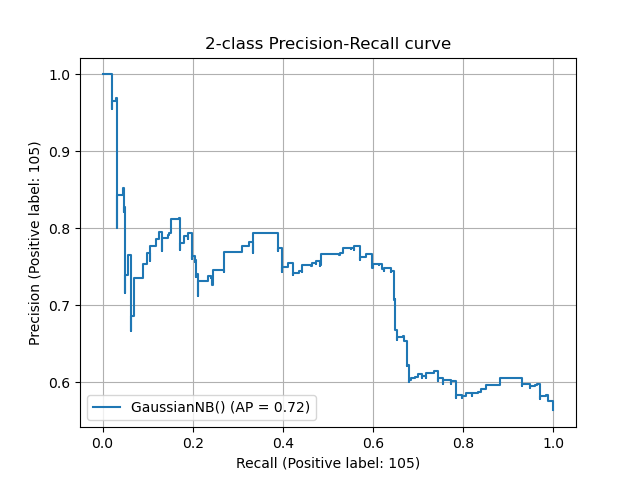 2-class Precision-Recall curve
Precision (Positive label: 105)
1.0
0.9
0.8
0.7
0.6
GaussianNB() (AP = 0.72)
0.0 0.2 0.4 0.6 0.8 1.0
Recall (Positive label: 105)